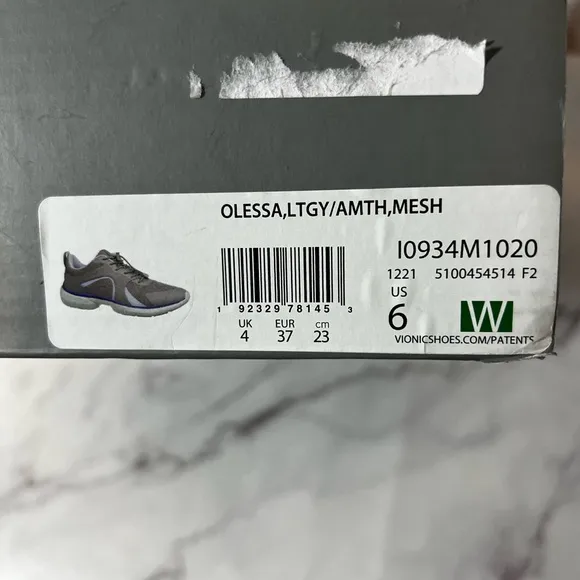 OLESSA,LTGY/AMTH,MESH
I0934M1020
1221 5100454514 F2
1 92329 78145 3
US
6
W
UK EUR cm
4 37 23
VIONICSHOES.COM/PATENTS